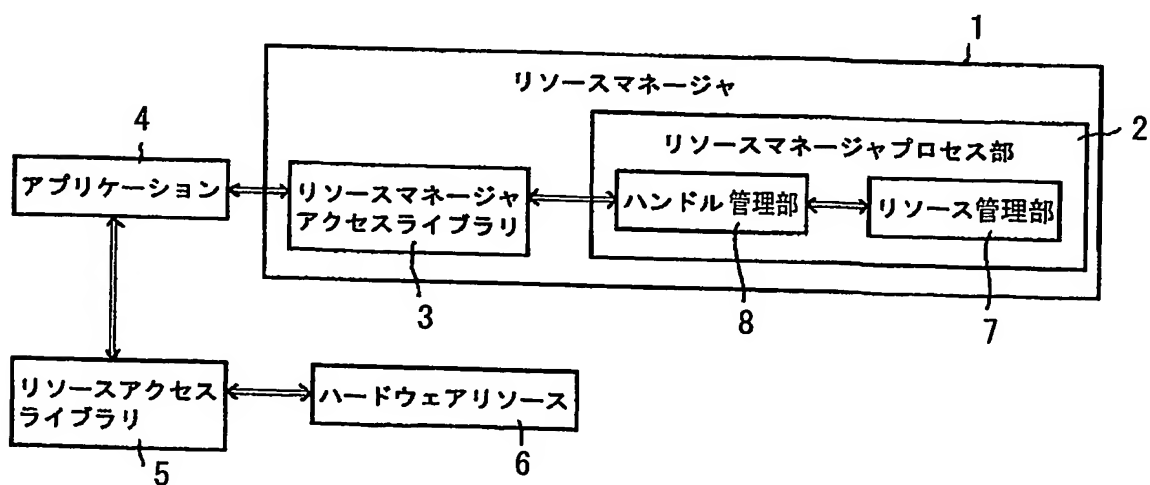 1
リソースマネージャ
2
リソースマネージャプロセス部
4
アプリケーション
リソースマネージャ
アクセスライブラリ
ハンドル管理部
リソース管理部
3
8
7
リソースアクセス
ライブラリ
ハードウェアリソース
5
6